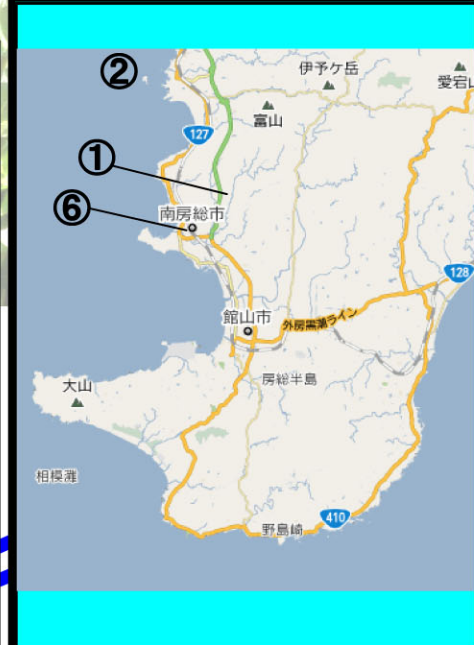 ②
伊予ケ岳
愛宕山
富山
127
①
⑥
南房総市
128
館山市
外房黒潮ライン
大山
房総半島
相模灘
410
野島崎